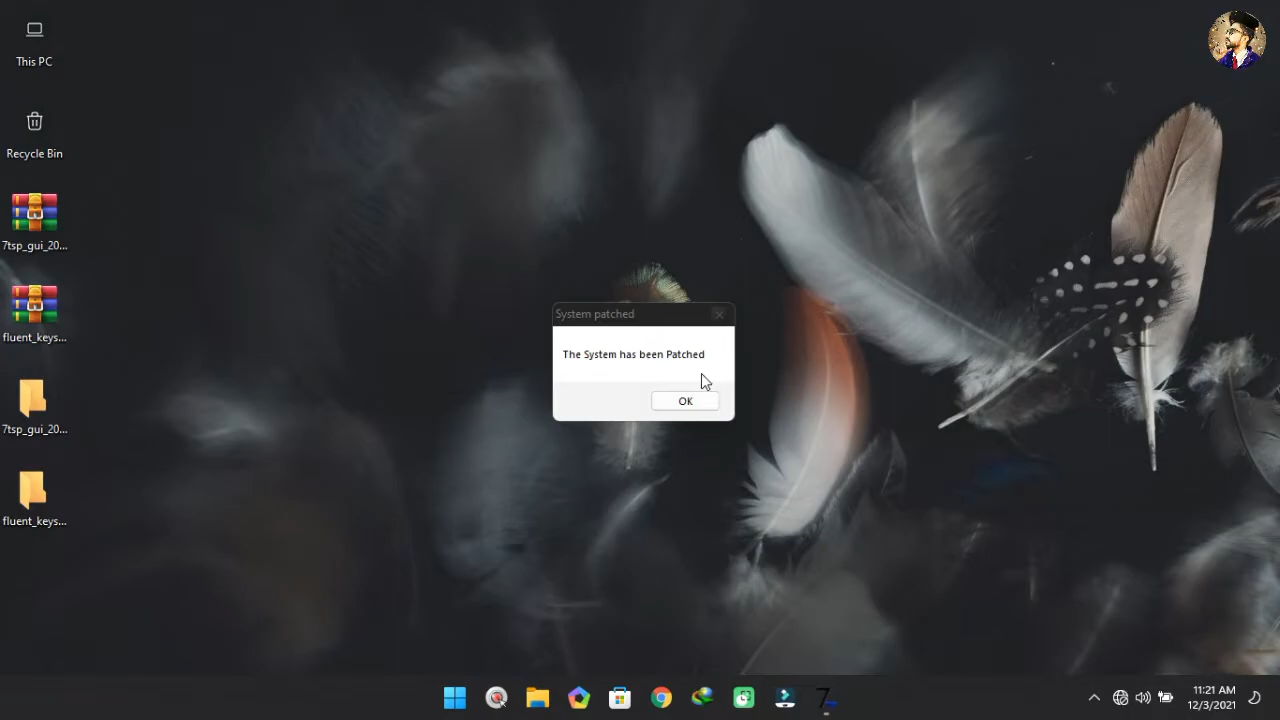 This PC
Recycle Bin
7tsp_gui_20...
fluent_keys...
7tsp_gui_20...
fluent_keys...
System patched
The System has been Patched
OK
11:21 AM
12/3/2021